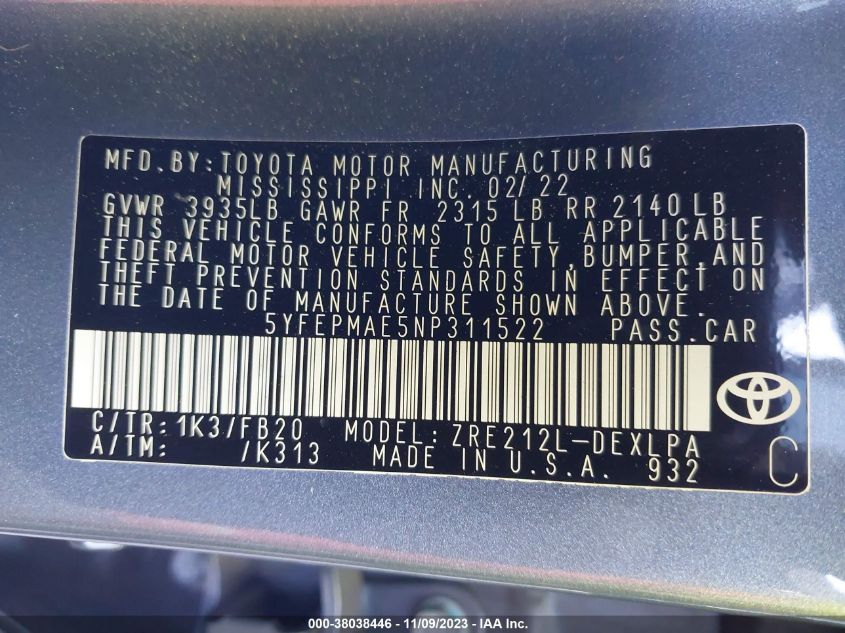 MFD.BY:TOYOTA MOTOR MANUFACTURING
MISSISSIPPI INC. 02/22
GVWR 3935LB GAWR FR 2315 LB RR 2140 LB
THIS VEHICLE CONFORMS TO ALL APPLICABLE
FEDERAL MOTOR VEHICLE SAFETY,BUMPER,AND
THEFT PREVENTION STANDARDS IN EFFECT ON
THE DATE OF MANUFACTURE SHOWN ABOVE.
5YFEPMAE5NP311522 PASS.CAR
C/TR:1K3/FB20 MODEL:ZRE212L-DEXLPA
A/TM: /K313 MADE IN U.S.A. 932 C
000-38038446 - 11/09/2023 - IAA Inc.